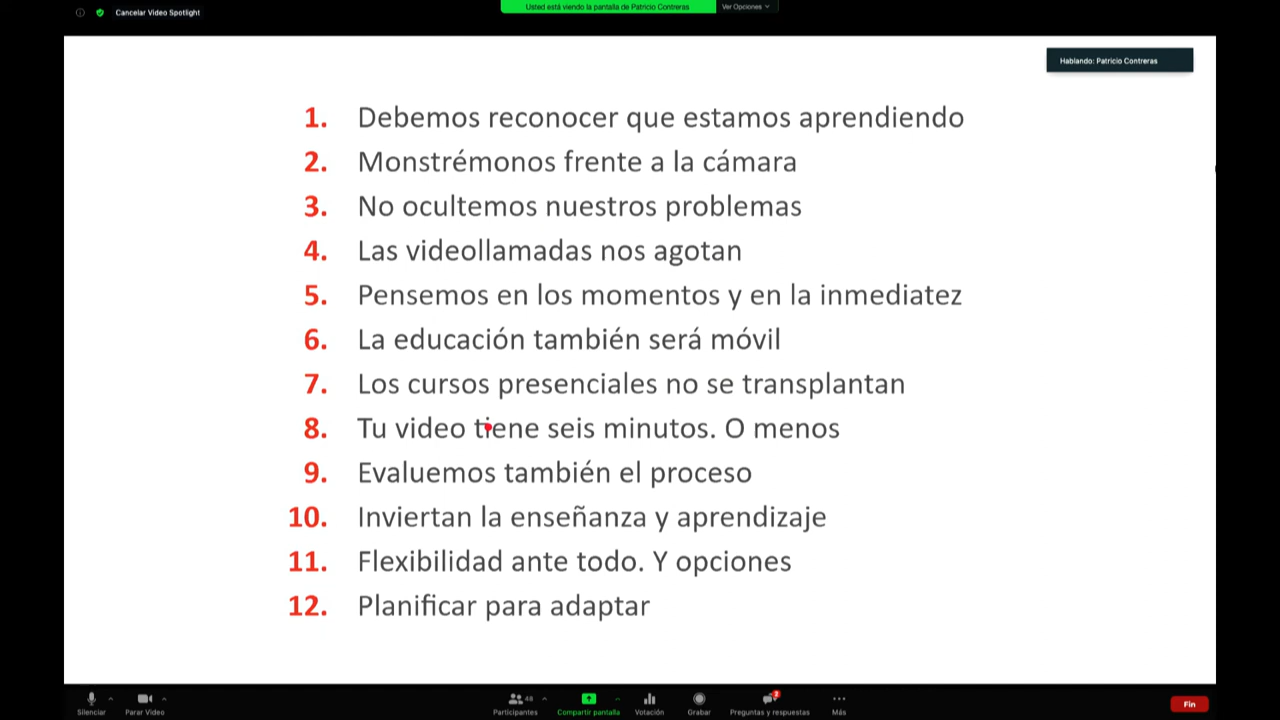 Cancelar Video Spotlight
Usted está viendo la pantalla de Patricio Contreras
Ver Opciones
Hablando: Patricio Contreras
1. Debemos reconocer que estamos aprendiendo
2. Monstrémonos frente a la cámara
3. No ocultemos nuestros problemas
4. Las videollamadas nos agotan
5. Pensemos en los momentos y en la inmediatez
6. La educación también será móvil
7. Los cursos presenciales no se transplantan
8. Tu video tiene seis minutos. O menos
9. Evaluemos también el proceso
10. Inviertan la enseñanza y aprendizaje
11. Flexibilidad ante todo. Y opciones
12. Planificar para adaptar
Silenciar
Parar Video
Participantes
48
Compartir pantalla
Votación
Grabar
Preguntas y respuestas
Más
Fin